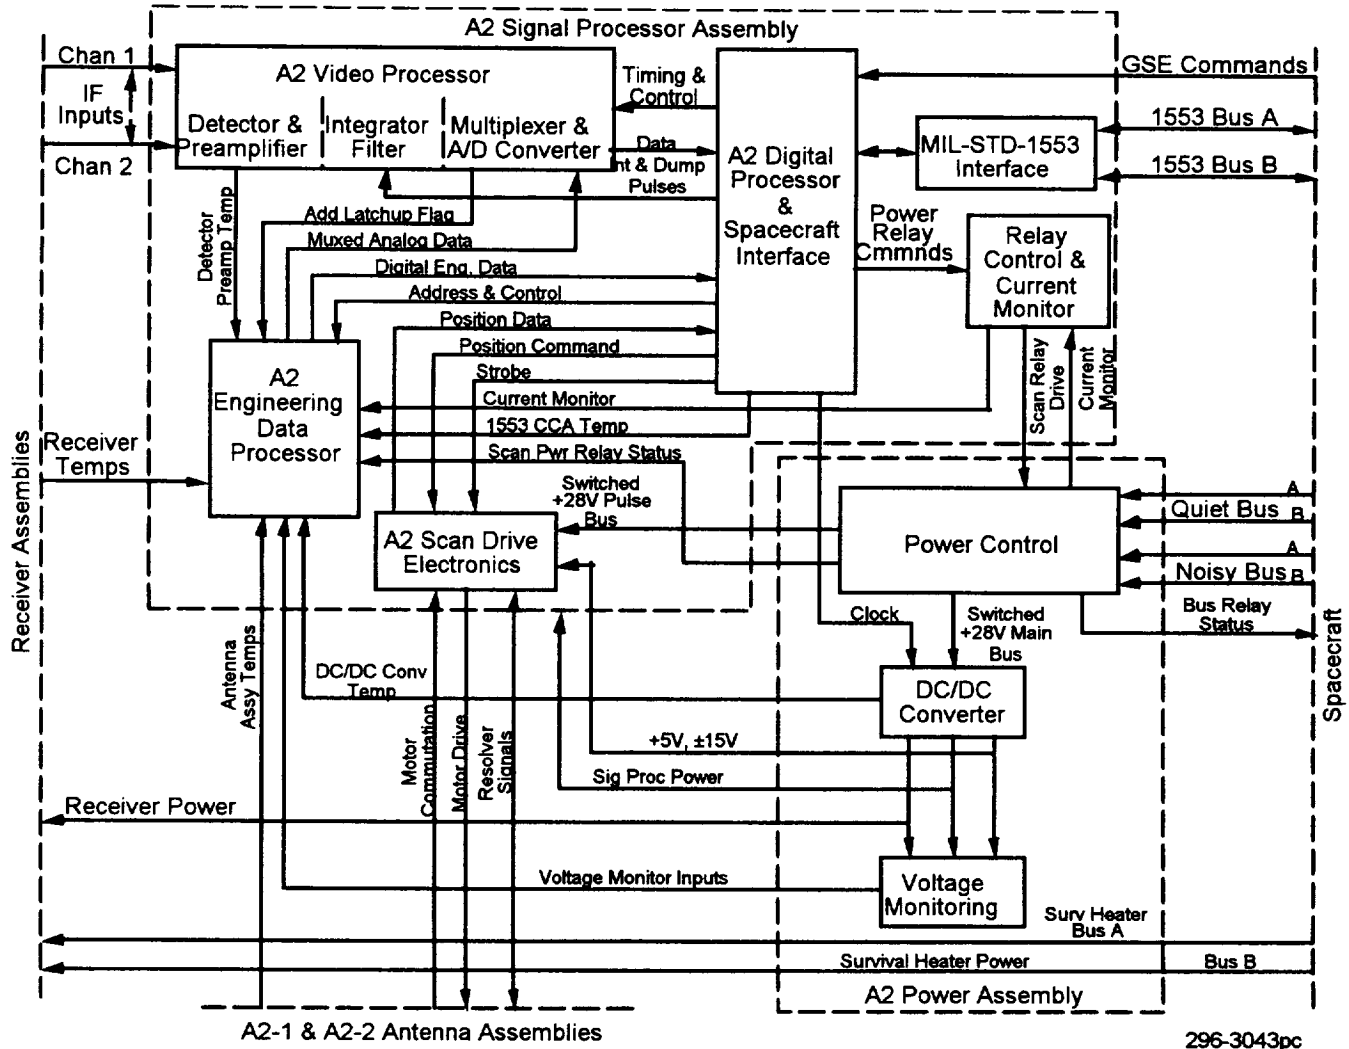 A2 Signal Processor Assembly
Chan 1
IF
Inputs
Chan 2
A2 Video Processor
Detector &
Preamplifier
Integrator
Filter
Multiplexer &
A/D Converter
Timing &
Control
Data
nt & Dump
Pulses
A2 Digital
Processor
&
Spacecraft
Interface
GSE Commands
MIL-STD-1553
Interface
1553 Bus A
1553 Bus B
Power
Relay
Cmmnds
Relay
Control &
Current
Monitor
Detector
Preamp Temp
Add Latchup Flag
Muxed Analog Data
Digital Eng. Data
Address & Control
Position Data
Position Command
Strobe
Current Monitor
1553 CCA Temp
Scan Pwr Relay Status
Scan Relay
Drive
Current
Monitor
A2
Engineering
Data
Processor
Receiver
Temps
Receiver Assemblies
Switched
+28V Pulse
Bus
A2 Scan Drive
Electronics
Power Control
A
Quiet Bus B
A
Noisy Bus B
Bus Relay
Status
Spacecraft
Clock
Switched
+28V Main
Bus
DC/DC
Converter
Antenna
Assy Temps
DC/DC Conv
Temp
Motor
Commutation
Motor Drive
Resolver
Signals
+5V, ±15V
Sig Proc Power
Receiver Power
Voltage Monitor Inputs
Voltage
Monitoring
Surv Heater
Bus A
Survival Heater Power
Bus B
A2 Power Assembly
A2-1 & A2-2 Antenna Assemblies
296-3043pc